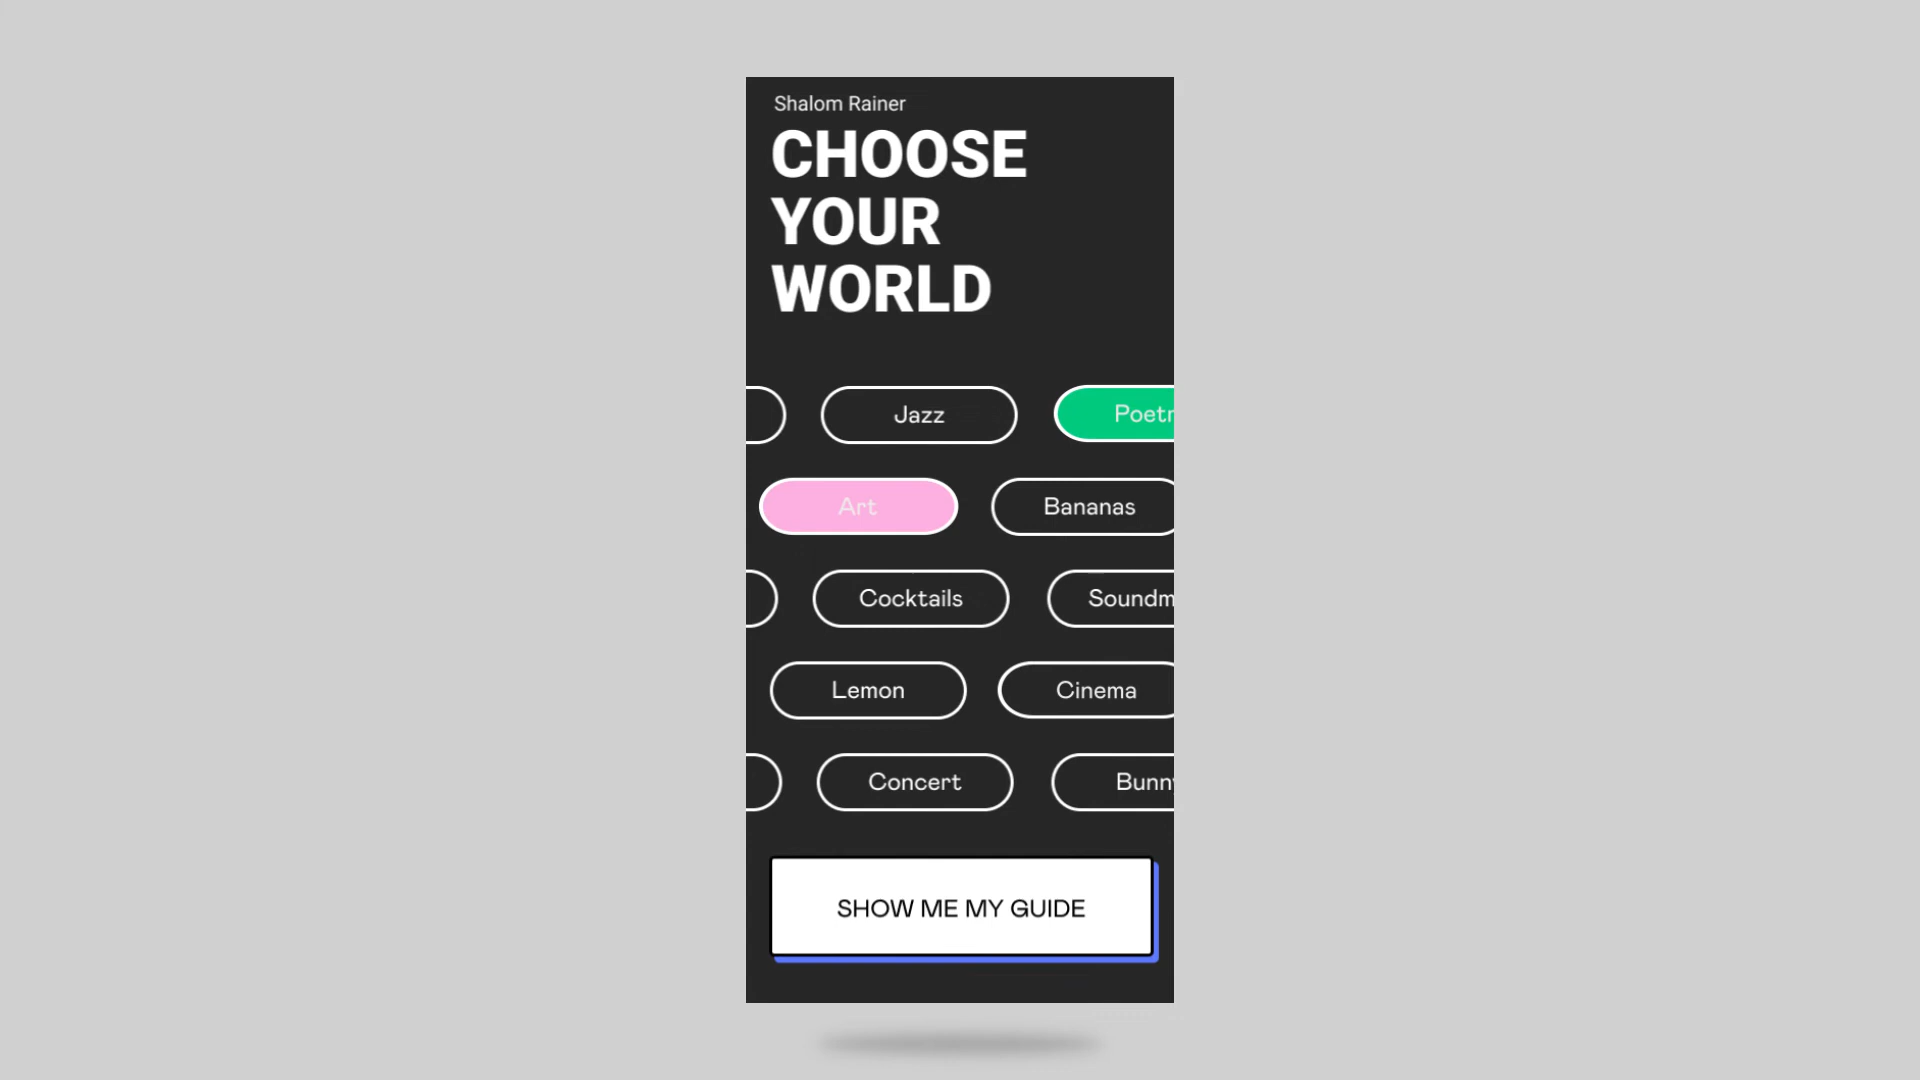 Shalom Rainer
CHOOSE
YOUR
WORLD
Jazz
Art
Bananas
Cocktails
Lemon
Cinema
Concert
SHOW ME MY GUIDE